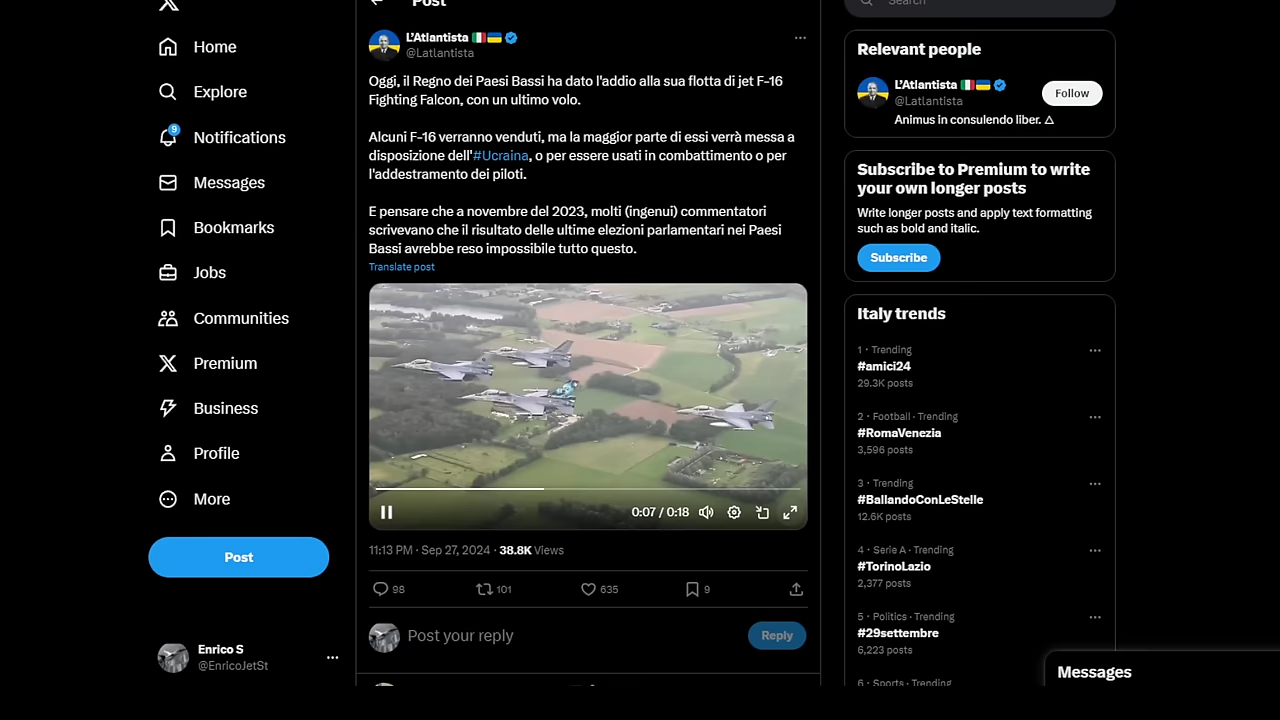 Home
Explore
9
Notifications
Messages
Bookmarks
Jobs
Communities
Premium
Business
Profile
More
Post
Enrico S
@EnricoJetSt
Post
L'Atlantista
@Latlantista
Oggi, il Regno dei Paesi Bassi ha dato l'addio alla sua flotta di jet F-16
Fighting Falcon, con un ultimo volo.
Alcuni F-16 verranno venduti, ma la maggior parte di essi verrà messa a
disposizione dell'#Ucraina, o per essere usati in combattimento o per
l'addestramento dei piloti.
E pensare che a novembre del 2023, molti (ingenui) commentatori
scrivevano che il risultato delle ultime elezioni parlamentari nei Paesi
Bassi avrebbe reso impossibile tutto questo.
Translate post
0:07 / 0:18
11:13 PM · Sep 27, 2024 · 38.8K Views
98
101
635
9
Post your reply
Reply
Search
Relevant people
L'Atlantista
@Latlantista
Follow
Animus in consulendo liber. △
Subscribe to Premium to write
your own longer posts
Write longer posts and apply text formatting
such as bold and italic.
Subscribe
Italy trends
1 · Trending
#amici24
29.3K posts
2 · Football · Trending
#RomaVenezia
3,596 posts
3 · Trending
#BallandoConLeStelle
12.6K posts
4 · Serie A · Trending
#TorinoLazio
2,377 posts
5 · Politics · Trending
#29settembre
6,223 posts
6 · Sports · Trending
Messages